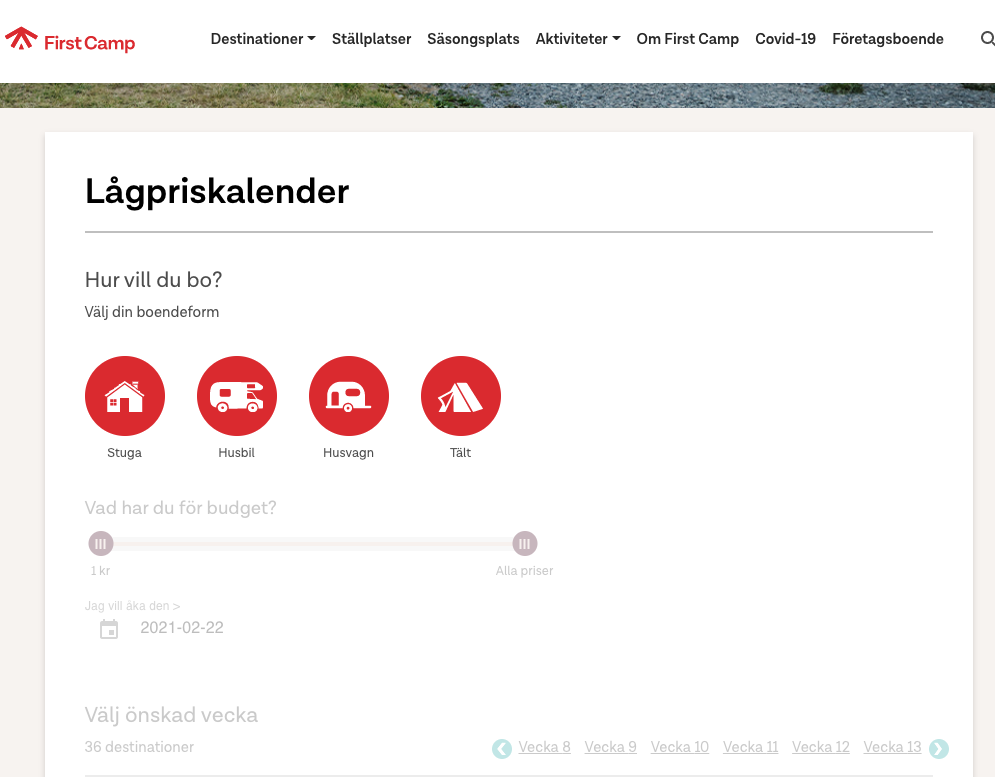 First Camp
Destinationer Ställplatser Säsongsplats Aktiviteter Om First Camp Covid-19 Företagsboende
Lågpriskalender
Hur vill du bo?
Välj din boendeform
Stuga Husbil Husvagn Tält
Vad har du för budget?
1 kr Alla priser
Jag vill åka den >
2021-02-22
Välj önskad vecka
36 destinationer Vecka 8 Vecka 9 Vecka 10 Vecka 11 Vecka 12 Vecka 13